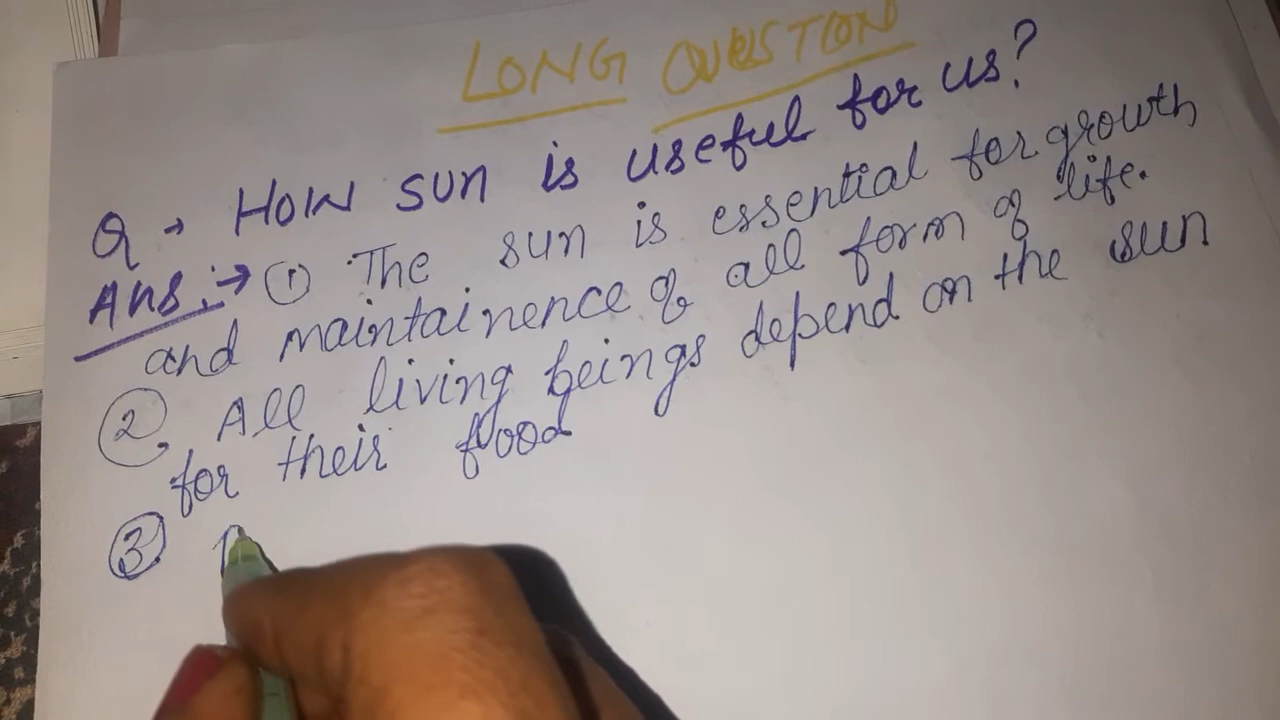 LONG QUESTION
Q → HOW SUN is useful for us?
Ans:→ ① The sun is essential for growth
and maintainence of all form of life.
②. All living beings depend on the sun
for their food
③